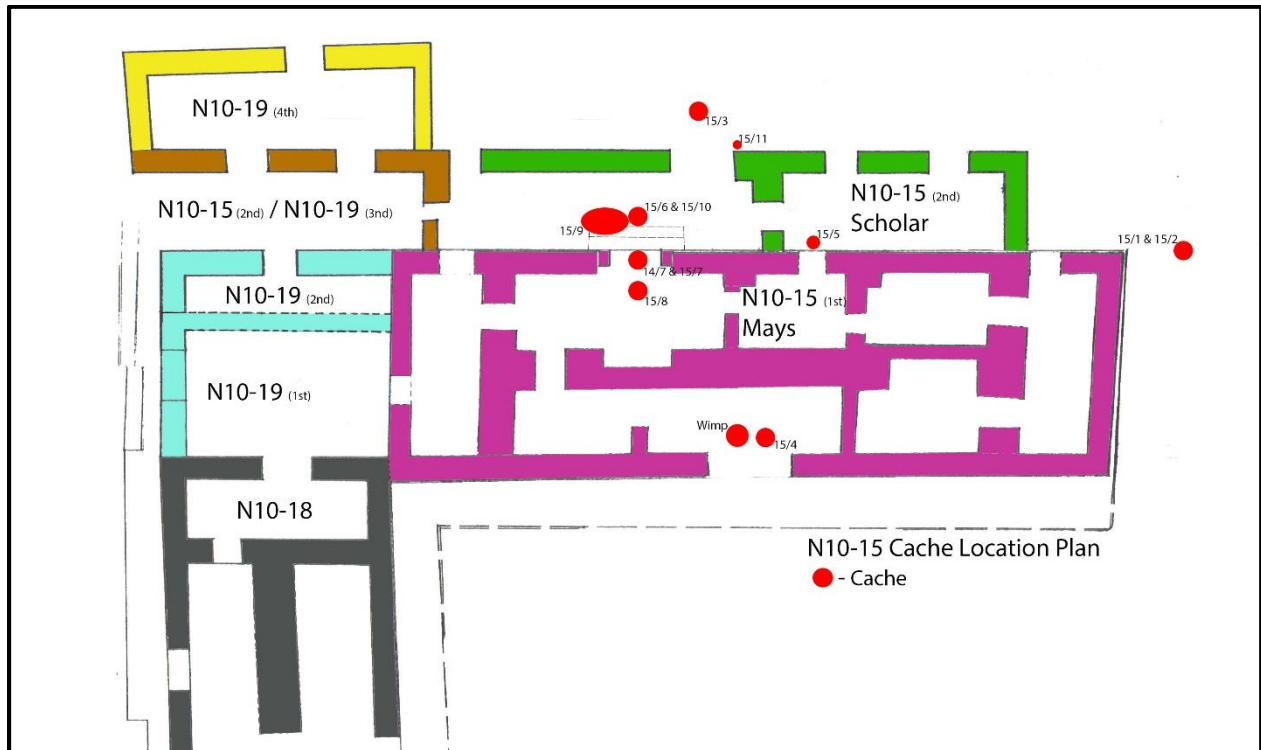 N10-19 (4th)
15/3
15/11
N10-15 (2nd) / N10-19 (3rd)
15/6 & 15/10
15/9
N10-15 (2nd)
Scholar
15/5
15/1 & 15/2
14/7 & 15/7
15/8
N10-19 (2nd)
N10-15 (1st)
Mays
N10-19 (1st)
Wimp
15/4
N10-18
N10-15 Cache Location Plan
- Cache